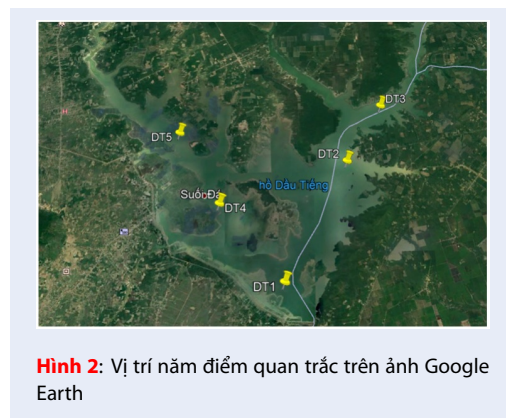 DT3
DT5
DT2
Suối Đá
hồ Dầu Tiếng
DT4
DT1
Hình 2: Vị trí năm điểm quan trắc trên ảnh Google
Earth